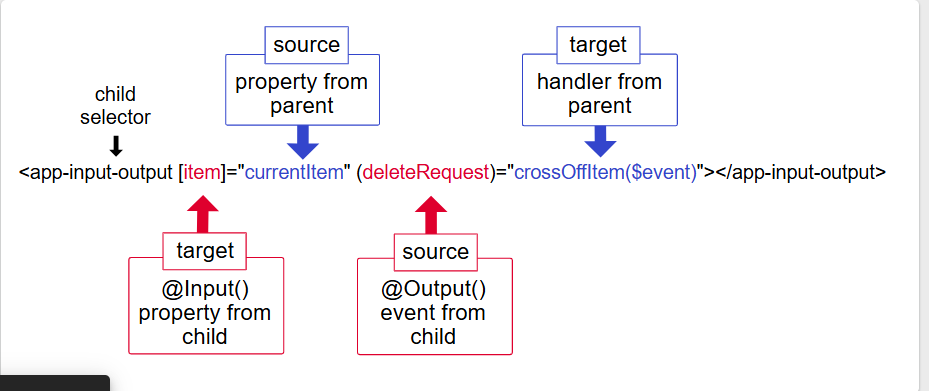 source
property from
parent
target
handler from
parent
child
selector
<app-input-output [item]="currentItem" (deleteRequest)="crossOffItem($event)"></app-input-output>
target
@Input()
property from
child
source
@Output()
event from
child